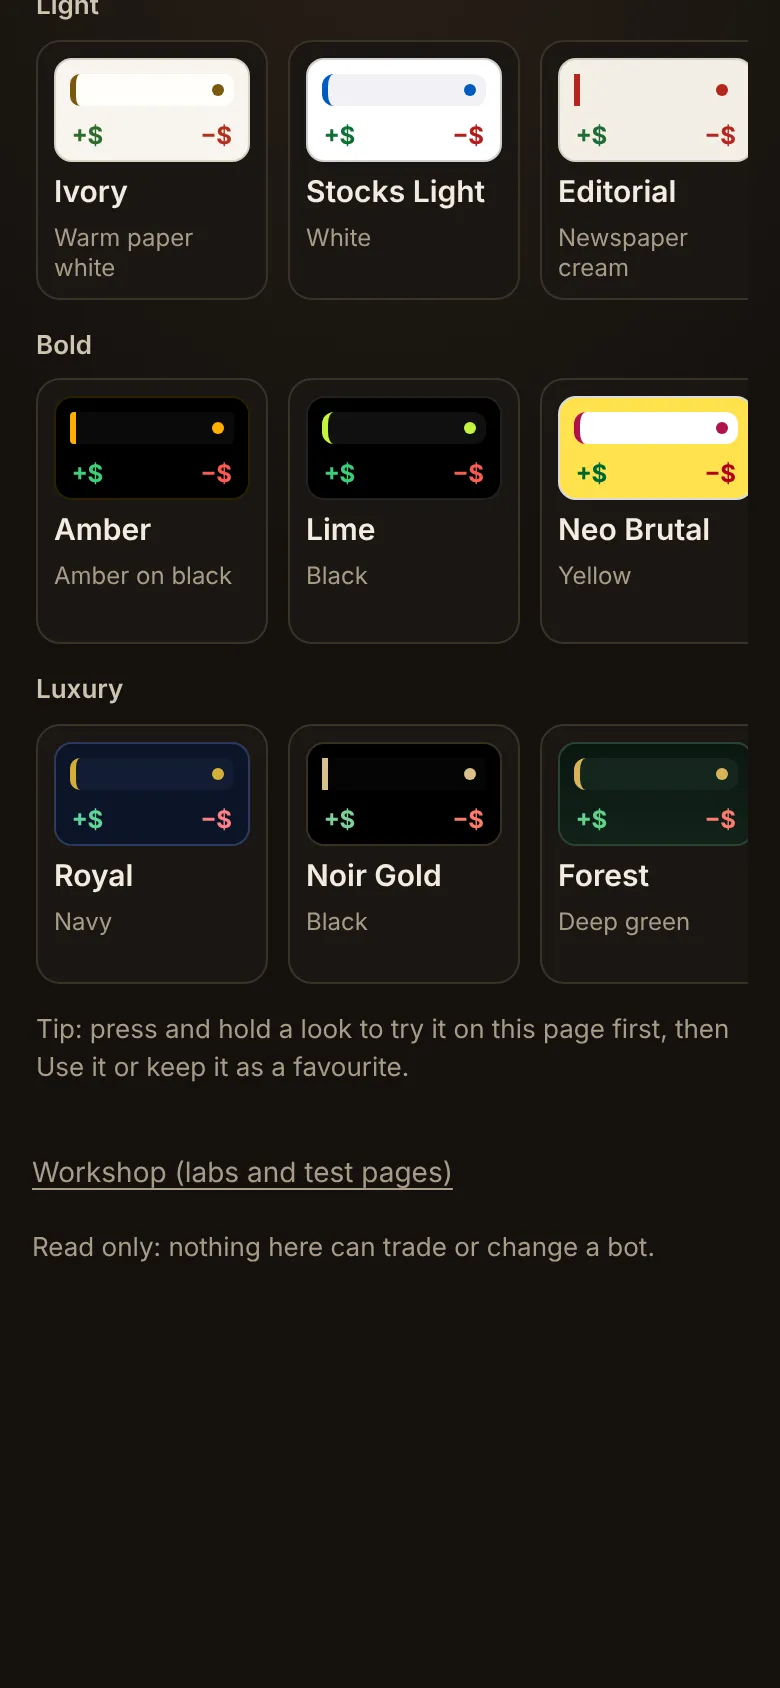 Light
+$ −$ +$ −$ +$ −$
Ivory Stocks Light Editorial
Warm paper White Newspaper
white cream
Bold
+$ −$ +$ −$ +$ −$
Amber Lime Neo Brutal
Amber on black Black Yellow
Luxury
+$ −$ +$ −$ +$ −$
Royal Noir Gold Forest
Navy Black Deep green
Tip: press and hold a look to try it on this page first, then
Use it or keep it as a favourite.
Workshop (labs and test pages)
Read only: nothing here can trade or change a bot.